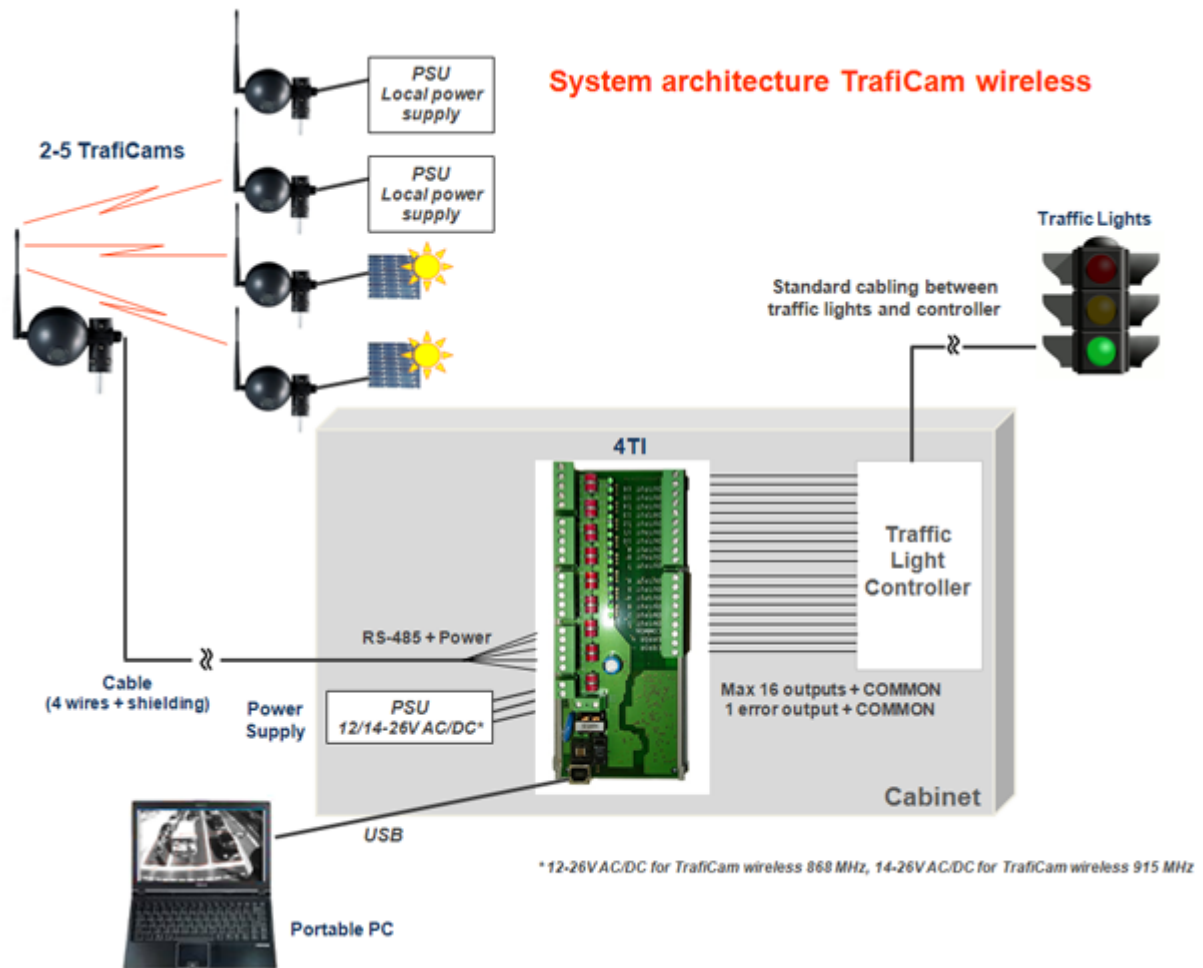 System architecture TrafiCam wireless
PSU
Local power
supply
2-5 TrafiCams
PSU
Local power
supply
Traffic Lights
Standard cabling between
traffic lights and controller
4TI
Traffic
Light
Controller
RS-485 + Power
Cable
(4 wires + shielding)
Power
Supply
PSU
12/14-26V AC/DC*
Max 16 outputs + COMMON
1 error output + COMMON
Cabinet
USB
* 12-26V AC/DC for TrafiCam wireless 868 MHz, 14-26V AC/DC for TrafiCam wireless 915 MHz
Portable PC